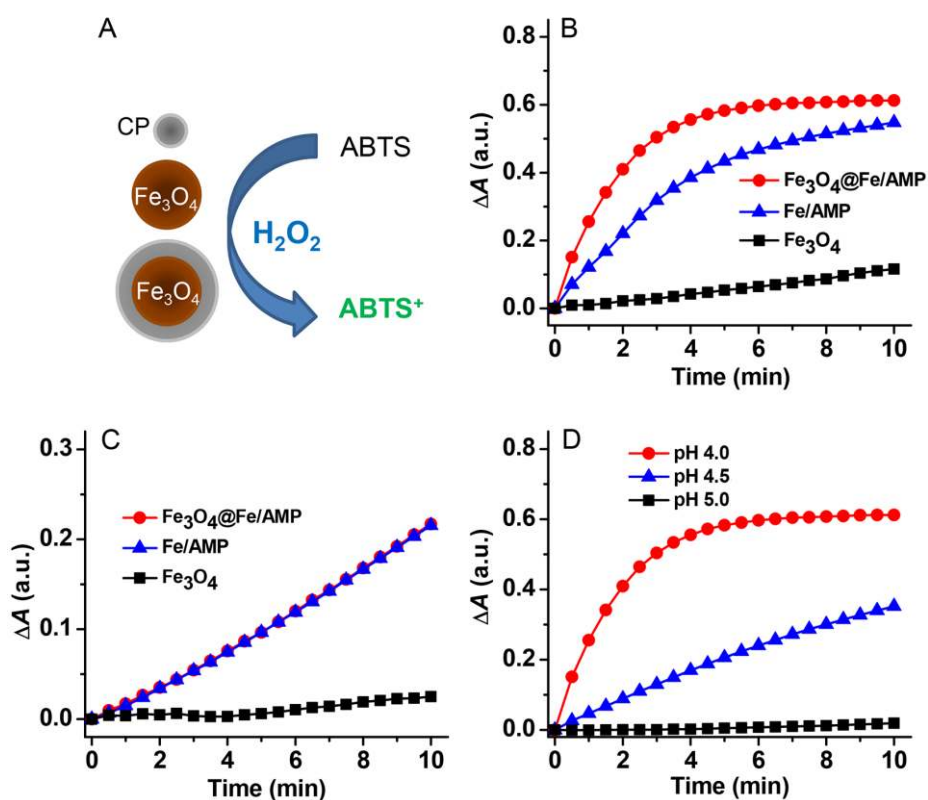 A
CP
Fe₃O₄
Fe₃O₄
ABTS
H₂O₂
ABTS⁺
B
ΔA (a.u.)
0.8
0.6
0.4
0.2
0.0
Fe₃O₄@Fe/AMP
Fe/AMP
Fe₃O₄
0 2 4 6 8 10
Time (min)
C
ΔA (a.u.)
0.3
0.2
0.1
0.0
Fe₃O₄@Fe/AMP
Fe/AMP
Fe₃O₄
0 2 4 6 8 10
Time (min)
D
ΔA (a.u.)
0.8
0.6
0.4
0.2
0.0
pH 4.0
pH 4.5
pH 5.0
0 2 4 6 8 10
Time (min)